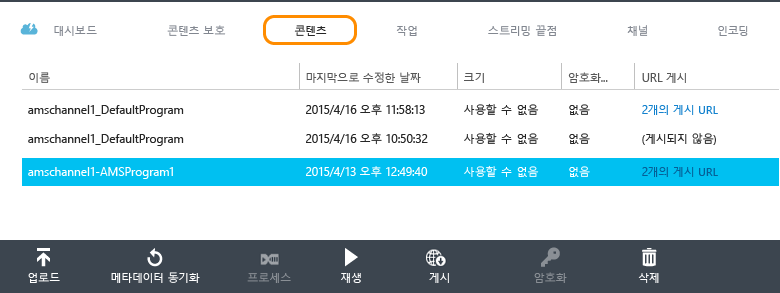 대시보드 콘텐츠 보호 콘텐츠 작업 스트리밍 끝점 채널 인코딩
이름 마지막으로 수정한 날짜 크기 암호화... URL 게시
amschannel1_DefaultProgram 2015/4/16 오후 11:58:13 사용할 수 없음 없음 2개의 게시 URL
amschannel1_DefaultProgram 2015/4/16 오후 10:50:32 사용할 수 없음 없음 (게시되지 않음)
amschannel1-AMSProgram1 2015/4/13 오후 12:49:40 사용할 수 없음 없음 2개의 게시 URL
업로드 메타데이터 동기화 프로세스 재생 게시 암호화 삭제